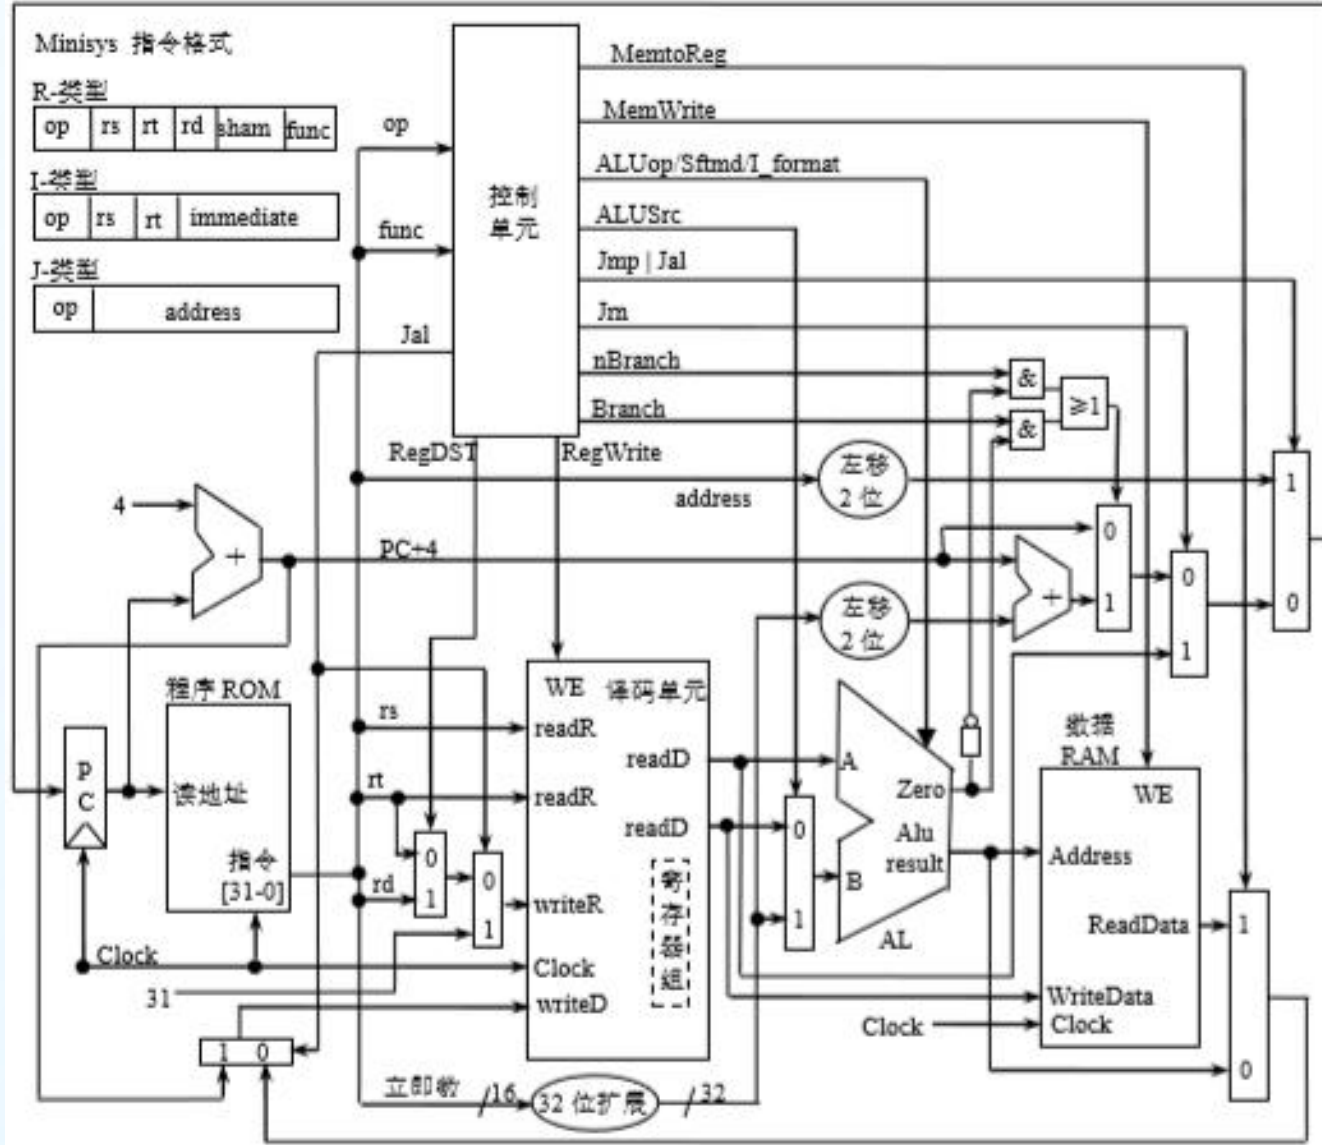 Minisys 指令格式
R-类型
op rs rt rd sham func
I-类型
op rs rt immediate
J-类型
op address
op
func
Jal
控制
单元
MemtoReg
MemWrite
ALUop/Sftmd/I_format
ALUSrc
Jmp | Jal
Jrn
nBranch
Branch
&
&
≥1
RegDST
RegWrite
address
左移
2 位
1
0
4
+
PC+4
左移
2 位
+
0
1
0
1
程序 ROM
读地址
指令
[31-0]
P
C
Clock
31
rs
rt
rd
0
1
0
1
WE
译码单元
readR
readR
writeR
Clock
writeD
readD
readD
寄
存
器
组
0
1
A
B
Zero
Alu
result
AL
数据
RAM
WE
Address
ReadData
WriteData
Clock
Clock
1
0
1 0
立即数
/16
32 位扩展
/32